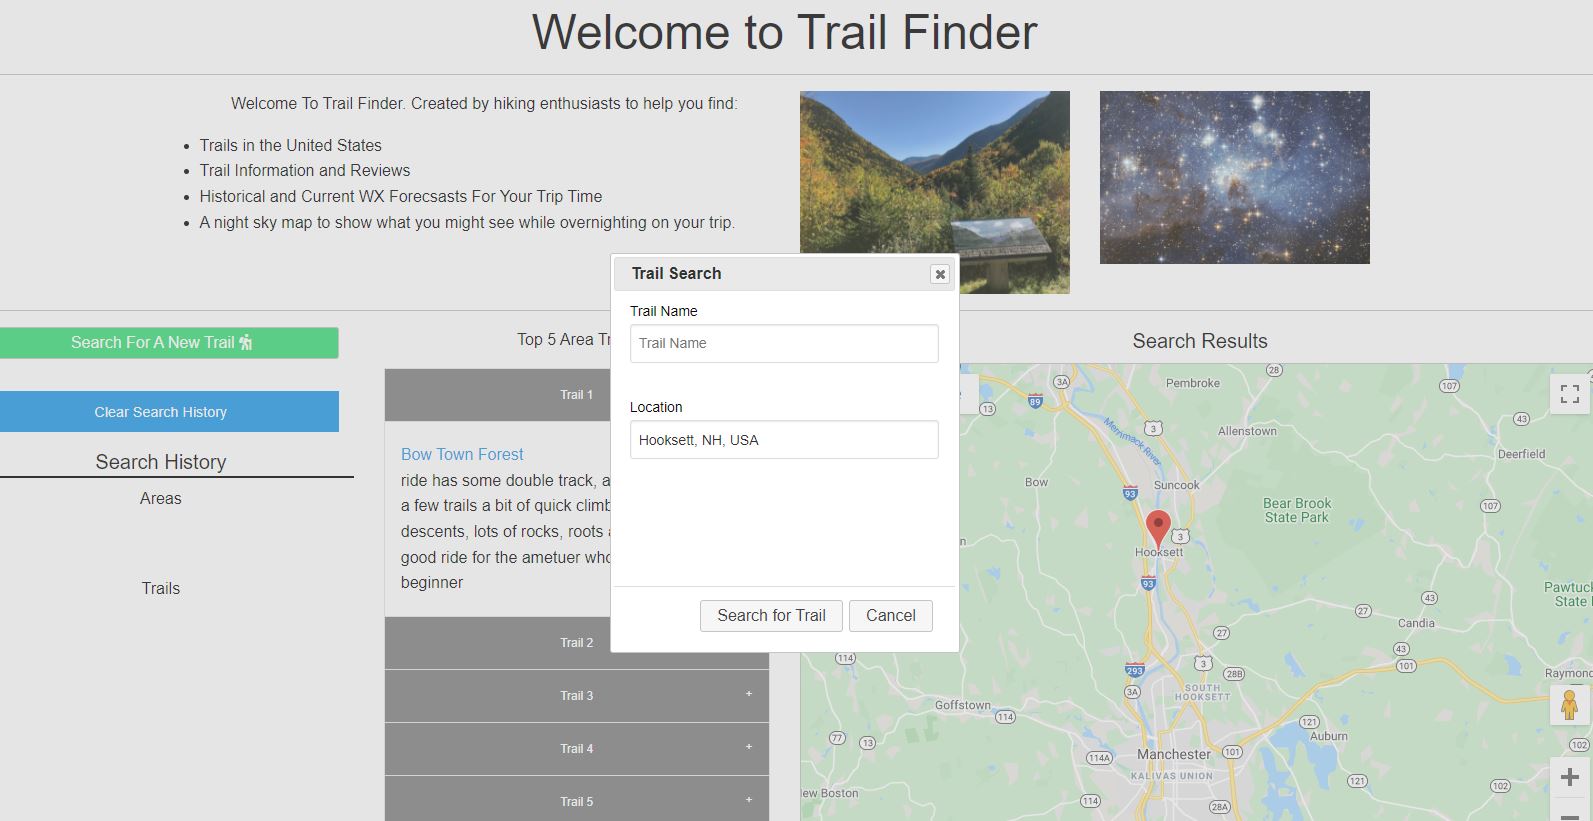 Welcome to Trail Finder
Welcome To Trail Finder. Created by hiking enthusiasts to help you find:
Trails in the United States
Trail Information and Reviews
Historical and Current WX Forecsasts For Your Trip Time
A night sky map to show what you might see while overnighting on your trip.
Search For A New Trail
Clear Search History
Search History
Areas
Trails
Top 5 Area
Trail 1
Bow Town Forest
ride has some double track,
a few trails a bit of quick
descents, lots of rocks, roots
good ride for the ametuer
beginner
Trail 2
Trail 3 +
Trail 4 +
Trail 5 +
Trail Search
Trail Name
Trail Name
Location
Hooksett, NH, USA
Search for Trail
Cancel
Search Results
28
3A
Pembroke
107
89
13
43
3
Allenstown
Merrimack River
Deerfield
Bow
Suncook
93
107
Bear Brook
State Park
3
Hooksett
93
Pawtuc
State
43
27
Candia
27
43
114
293
3
28B
101
Raymon
3A
SOUTH
HOOKSETT
Goffstown
114
121
77
13
Auburn
102
101
Manchester
114A
KALIVAS UNION
121
102
Boston
114
28A
+